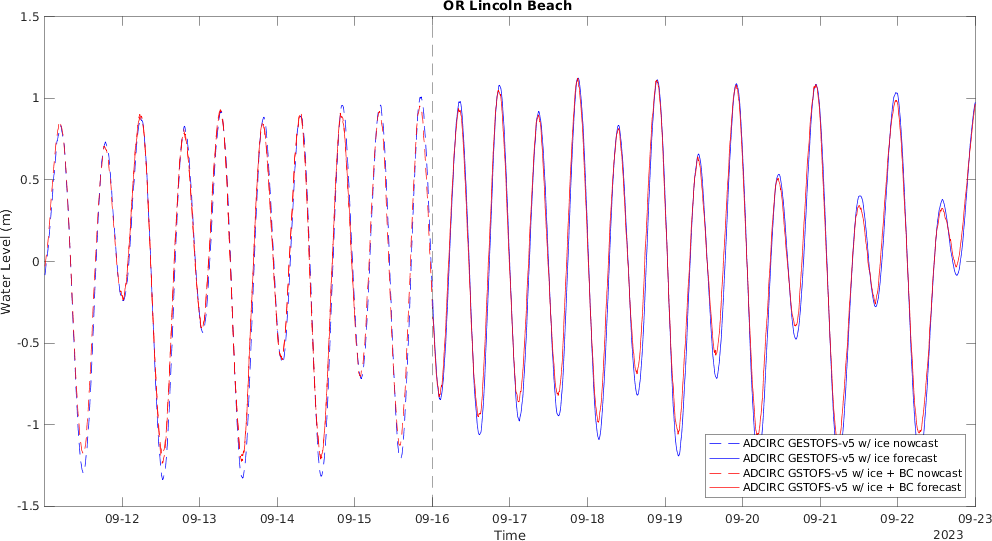 OR Lincoln Beach
1.5
1
0.5
0
-0.5
-1
-1.5
Water Level (m)
09-12 09-13 09-14 09-15 09-16 09-17 09-18 09-19 09-20 09-21 09-22 09-23
Time
2023
ADCIRC GESTOFS-v5 w/ ice nowcast
ADCIRC GESTOFS-v5 w/ ice forecast
ADCIRC GSTOFS-v5 w/ ice + BC nowcast
ADCIRC GSTOFS-v5 w/ ice + BC forecast